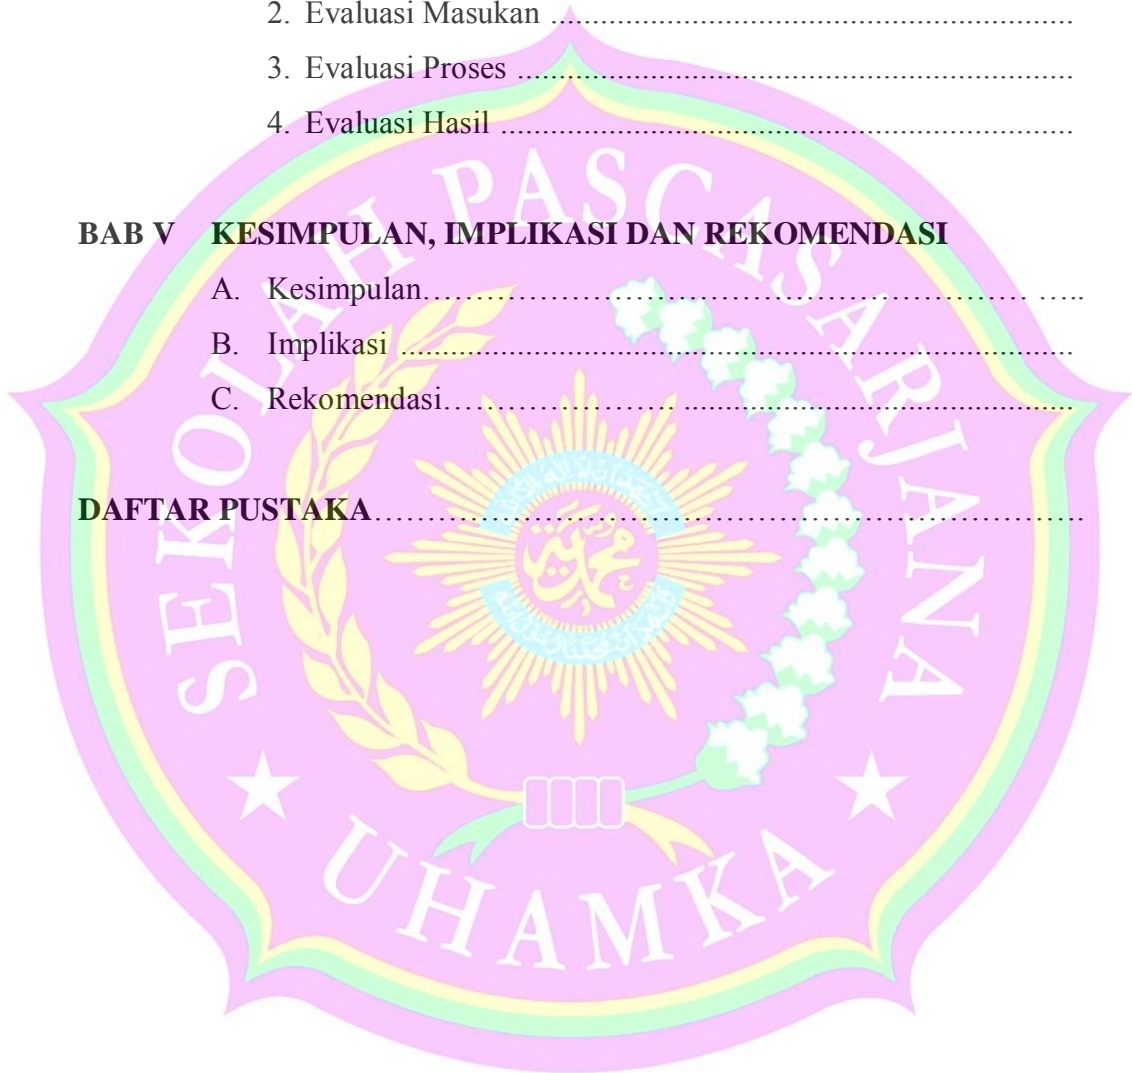 2. Evaluasi Masukan ....................................................................
3. Evaluasi Proses ........................................................................
4. Evaluasi Hasil ..........................................................................
BAB V KESIMPULAN, IMPLIKASI DAN REKOMENDASI
A. Kesimpulan………………………………………………………… …..
B. Implikasi .......................................................................................
C. Rekomendasi…………………… ..................................................
DAFTAR PUSTAKA……………………………………………………………….
SEKOLAH PASCASARJANA
UHAMKA
محمدية